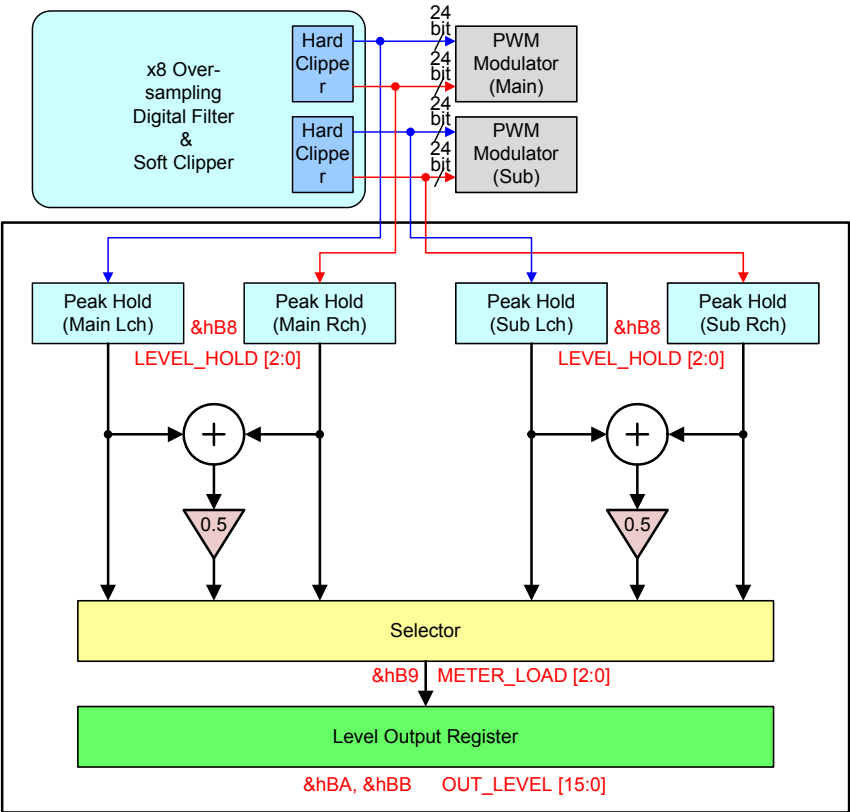 x8 Over-
sampling
Digital Filter
&
Soft Clipper
Hard
Clippe
r
Hard
Clippe
r
24
bit
24
bit
24
bit
24
bit
PWM
Modulator
(Main)
PWM
Modulator
(Sub)
Peak Hold
(Main Lch)
&hB8
Peak Hold
(Main Rch)
LEVEL_HOLD [2:0]
Peak Hold
(Sub Lch)
&hB8
Peak Hold
(Sub Rch)
LEVEL_HOLD [2:0]
+
+
0.5
0.5
Selector
&hB9 METER_LOAD [2:0]
Level Output Register
&hBA, &hBB OUT_LEVEL [15:0]